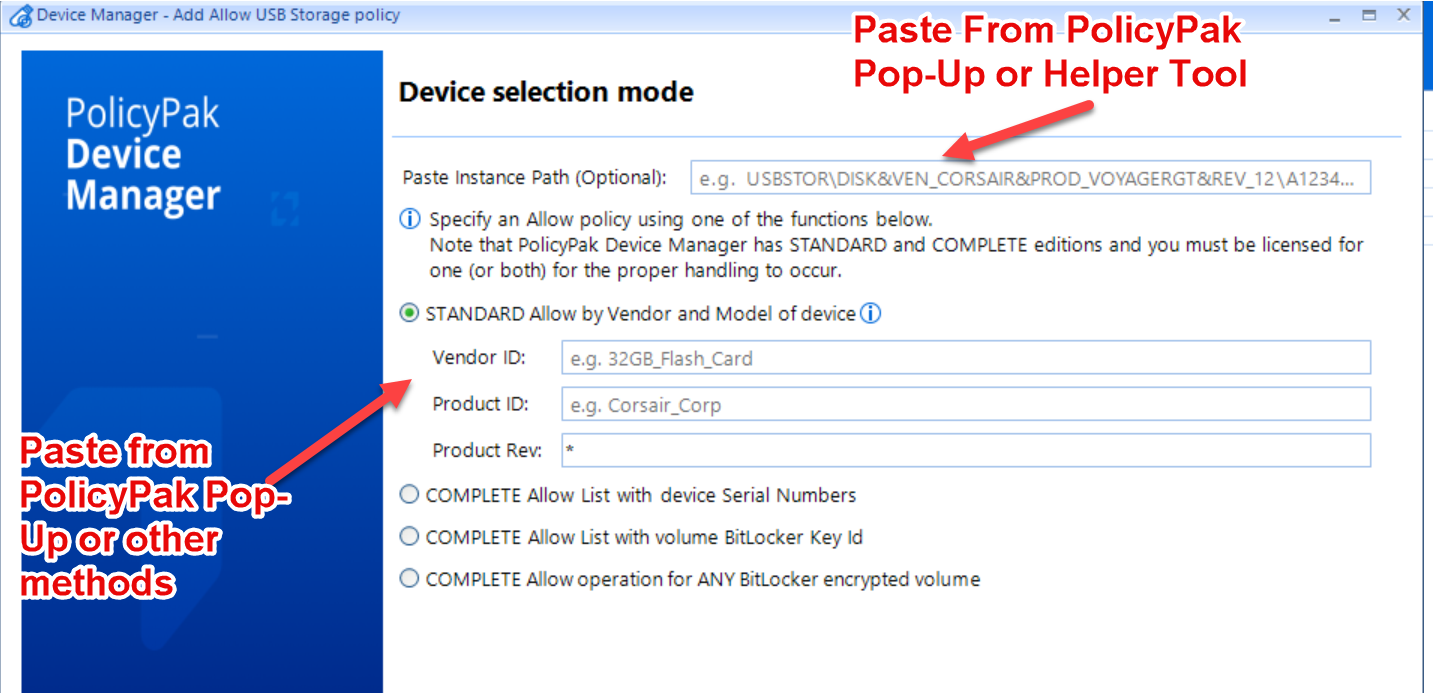 Device Manager - Add Allow USB Storage policy
Paste From PolicyPak
Pop-Up or Helper Tool
PolicyPak
Device
Manager
Device selection mode
Paste Instance Path (Optional):
e.g. USBSTOR\DISK&VEN_CORSAIR&PROD_VOYAGERGT&REV_12\A1234...
Specify an Allow policy using one of the functions below.
Note that PolicyPak Device Manager has STANDARD and COMPLETE editions and you must be licensed for
one (or both) for the proper handling to occur.
STANDARD Allow by Vendor and Model of device
Vendor ID:
e.g. 32GB_Flash_Card
Product ID:
e.g. Corsair_Corp
Product Rev:
*
Paste from
PolicyPak Pop-
Up or other
methods
COMPLETE Allow List with device Serial Numbers
COMPLETE Allow List with volume BitLocker Key Id
COMPLETE Allow operation for ANY BitLocker encrypted volume